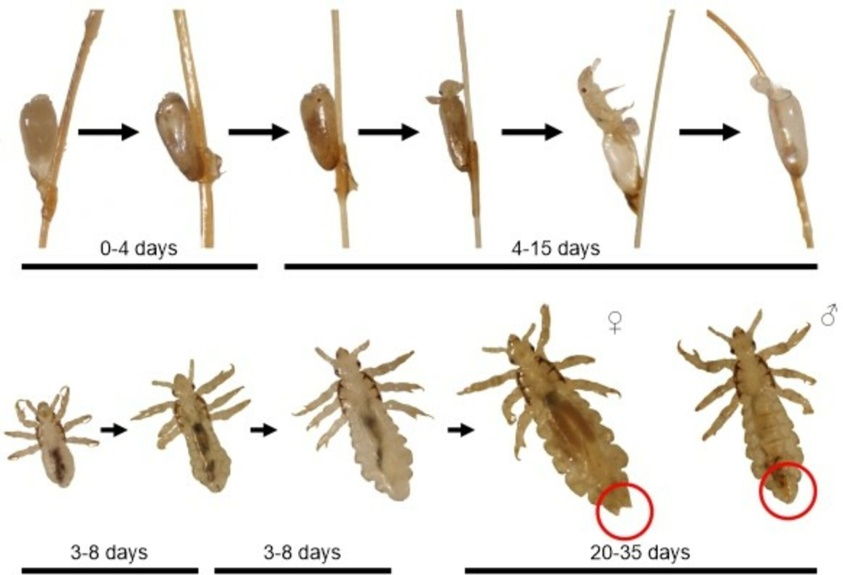 0-4 days
4-15 days
♀
♂
3-8 days
3-8 days
20-35 days